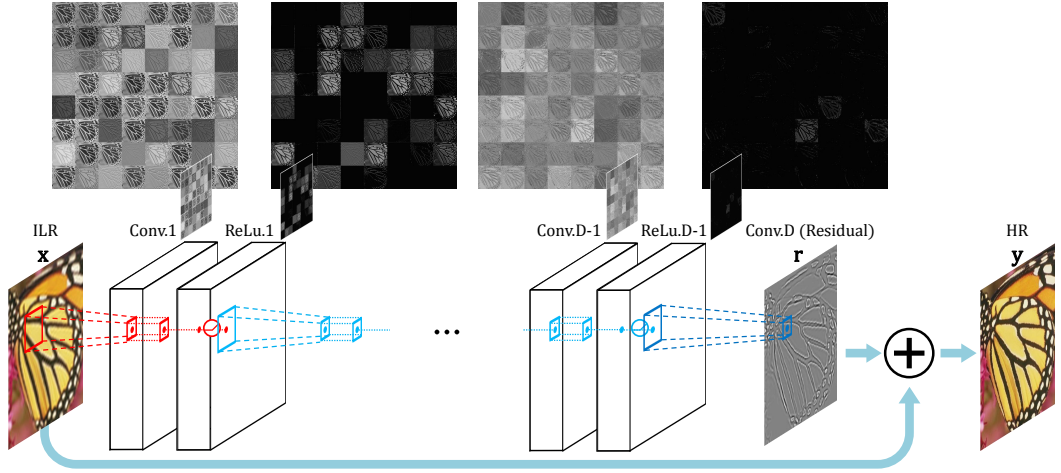 ILR
x
Conv.1
ReLu.1
...
Conv.D-1
ReLu.D-1
Conv.D (Residual)
r
HR
y